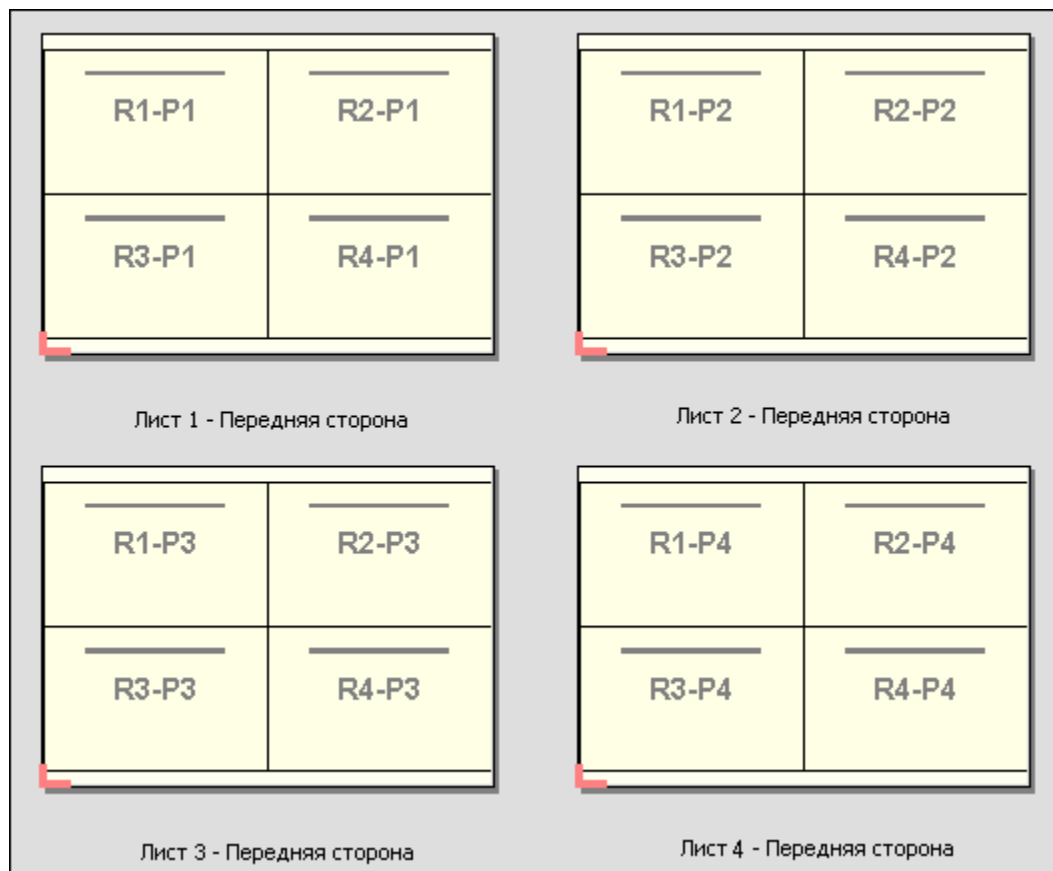 R1-P1 R2-P1
R3-P1 R4-P1
Лист 1 - Передняя сторона
R1-P2 R2-P2
R3-P2 R4-P2
Лист 2 - Передняя сторона
R1-P3 R2-P3
R3-P3 R4-P3
Лист 3 - Передняя сторона
R1-P4 R2-P4
R3-P4 R4-P4
Лист 4 - Передняя сторона